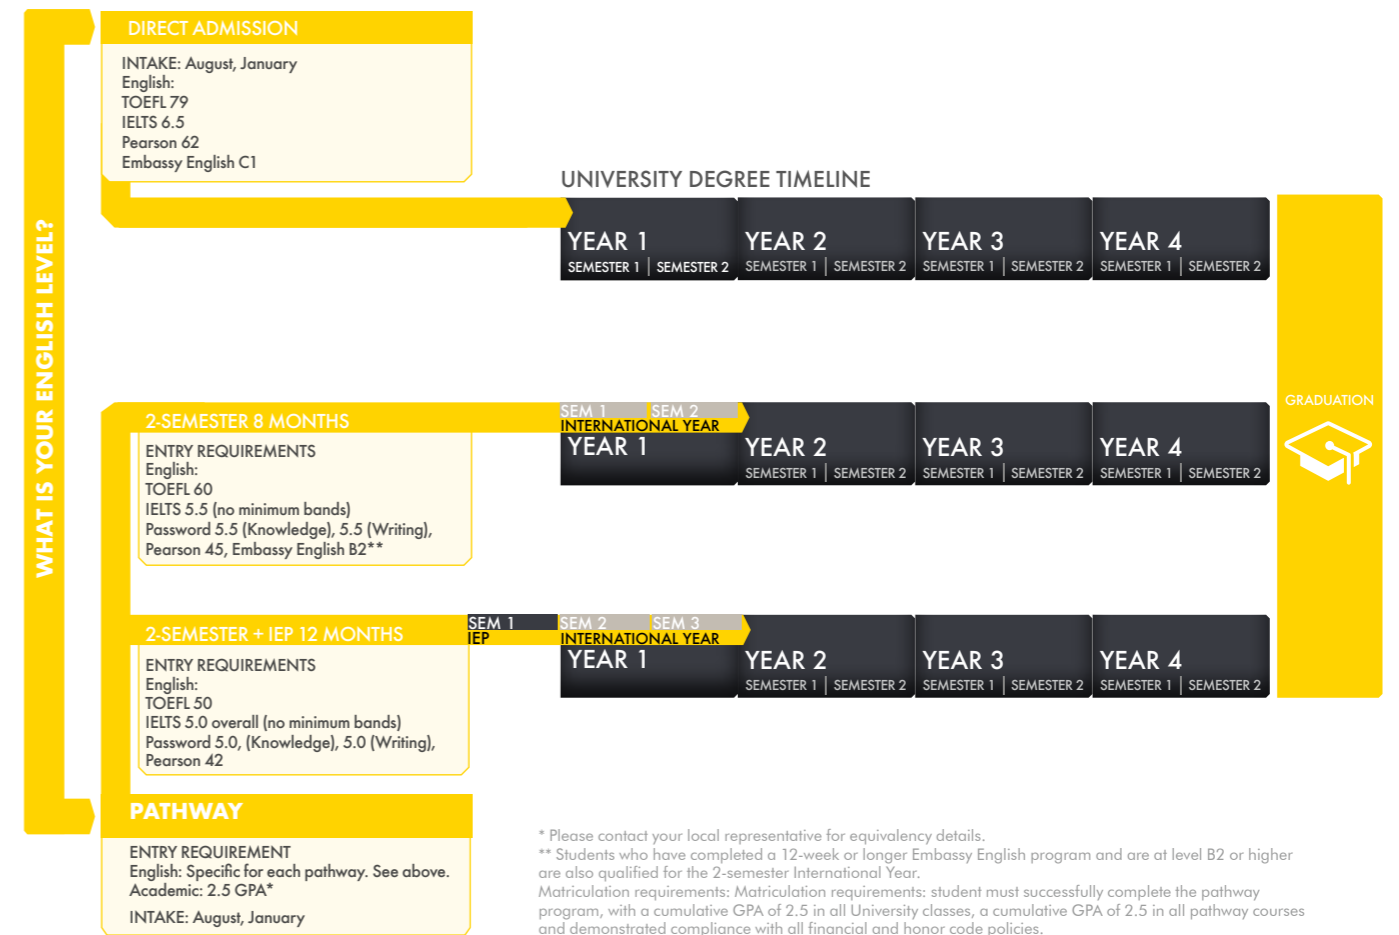 WHAT IS YOUR ENGLISH LEVEL?
DIRECT ADMISSION
INTAKE: August, January
English:
TOEFL 79
IELTS 6.5
Pearson 62
Embassy English C1
UNIVERSITY DEGREE TIMELINE
YEAR 1
SEMESTER 1 | SEMESTER 2
YEAR 2
SEMESTER 1 | SEMESTER 2
YEAR 3
SEMESTER 1 | SEMESTER 2
YEAR 4
SEMESTER 1 | SEMESTER 2
GRADUATION
2-SEMESTER 8 MONTHS
ENTRY REQUIREMENTS
English:
TOEFL 60
IELTS 5.5 (no minimum bands)
Password 5.5 (Knowledge), 5.5 (Writing),
Pearson 45, Embassy English B2**
SEM 1 SEM 2
INTERNATIONAL YEAR
YEAR 1
YEAR 2
SEMESTER 1 | SEMESTER 2
YEAR 3
SEMESTER 1 | SEMESTER 2
YEAR 4
SEMESTER 1 | SEMESTER 2
2-SEMESTER + IEP 12 MONTHS
ENTRY REQUIREMENTS
English:
TOEFL 50
IELTS 5.0 overall (no minimum bands)
Password 5.0, (Knowledge), 5.0 (Writing),
Pearson 42
SEM 1 SEM 2 SEM 3
IEP INTERNATIONAL YEAR
YEAR 1
YEAR 2
SEMESTER 1 | SEMESTER 2
YEAR 3
SEMESTER 1 | SEMESTER 2
YEAR 4
SEMESTER 1 | SEMESTER 2
PATHWAY
ENTRY REQUIREMENT
English: Specific for each pathway. See above.
Academic: 2.5 GPA*
INTAKE: August, January
* Please contact your local representative for equivalency details.
** Students who have completed a 12-week or longer Embassy English program and are at level B2 or higher
are also qualified for the 2-semester International Year.
Matriculation requirements: Matriculation requirements: student must successfully complete the pathway
program, with a cumulative GPA of 2.5 in all University classes, a cumulative GPA of 2.5 in all pathway courses
and demonstrated compliance with all financial and honor code policies.